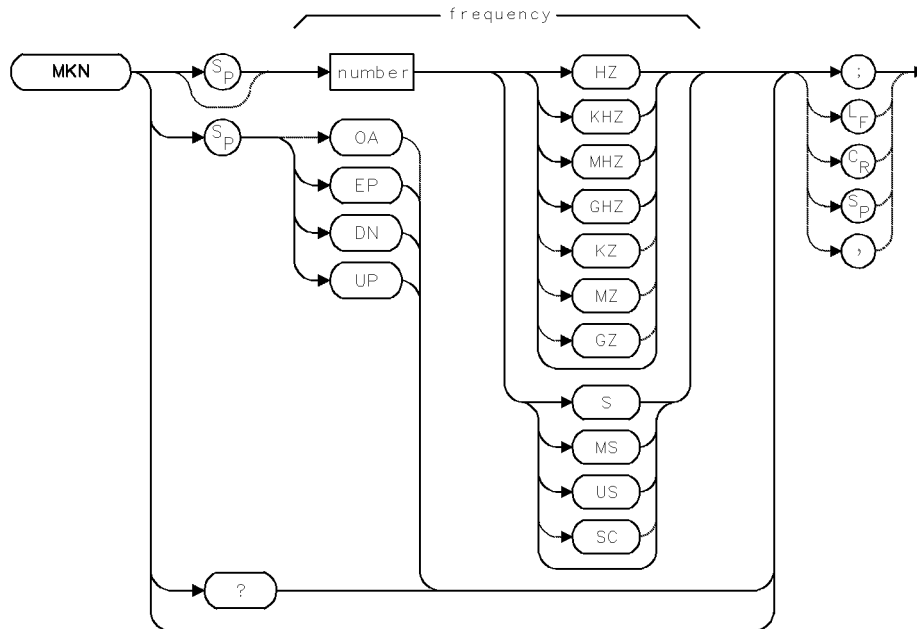 frequency
MKN
SP
number
HZ
;
KHZ
LF
SP
OA
MHZ
CR
EP
GHZ
SP
DN
KZ
,
UP
MZ
GZ
S
MS
US
SC
?